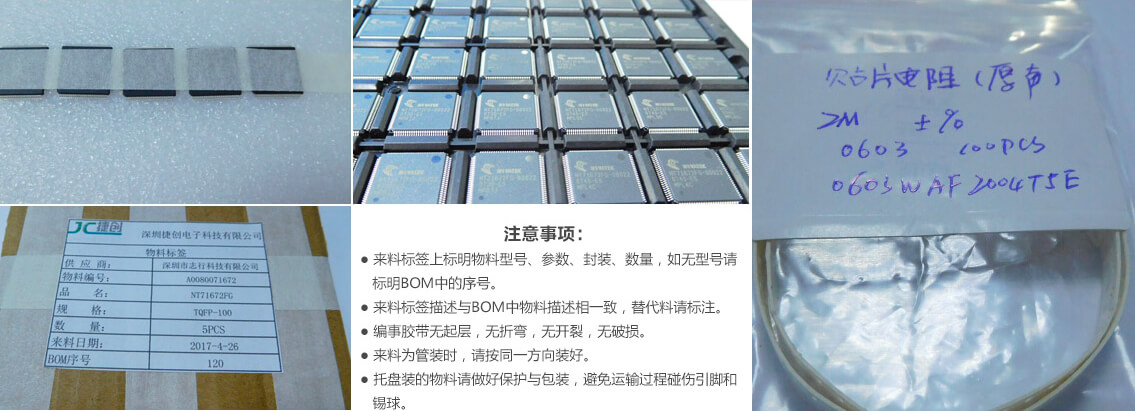 贴片电阻（厚声）
2M ±%
0603 100PCS
0603WAF2004T5E
JC捷创
深圳捷创电子科技有限公司
物料标签
供应商： 深圳市志行科技有限公司
物料编号： A0080071672
品名： NT71672FG
规格： TQFP-100
数量： 5PCS
来料日期： 2017-4-26
BOM序号 120
注意事项：
● 来料标签上标明物料型号、参数、封装、数量，如无型号请
标明BOM中的序号。
● 来料标签描述与BOM中物料描述相一致，替代料请标注。
● 编事胶带无起层，无折弯，无开裂，无破损。
● 来料为管装时，请按同一方向装好。
● 托盘装的物料请做好保护与包装，避免运输过程碰伤引脚和
锡球。